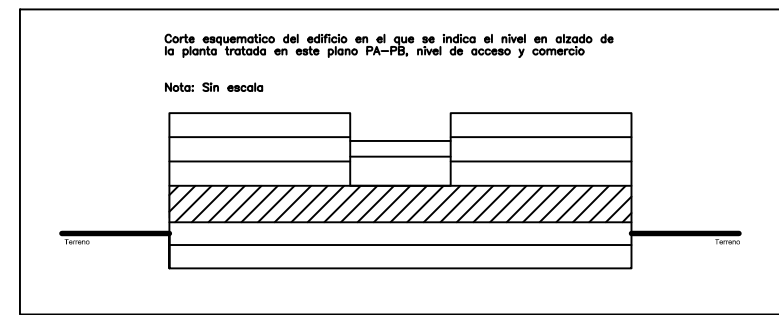 Corte esquematico del edificio en el que se indica el nivel en alzado de
la planta tratada en este plano PA-PB, nivel de acceso y comercio
Nota: Sin escala
Terreno
Terreno